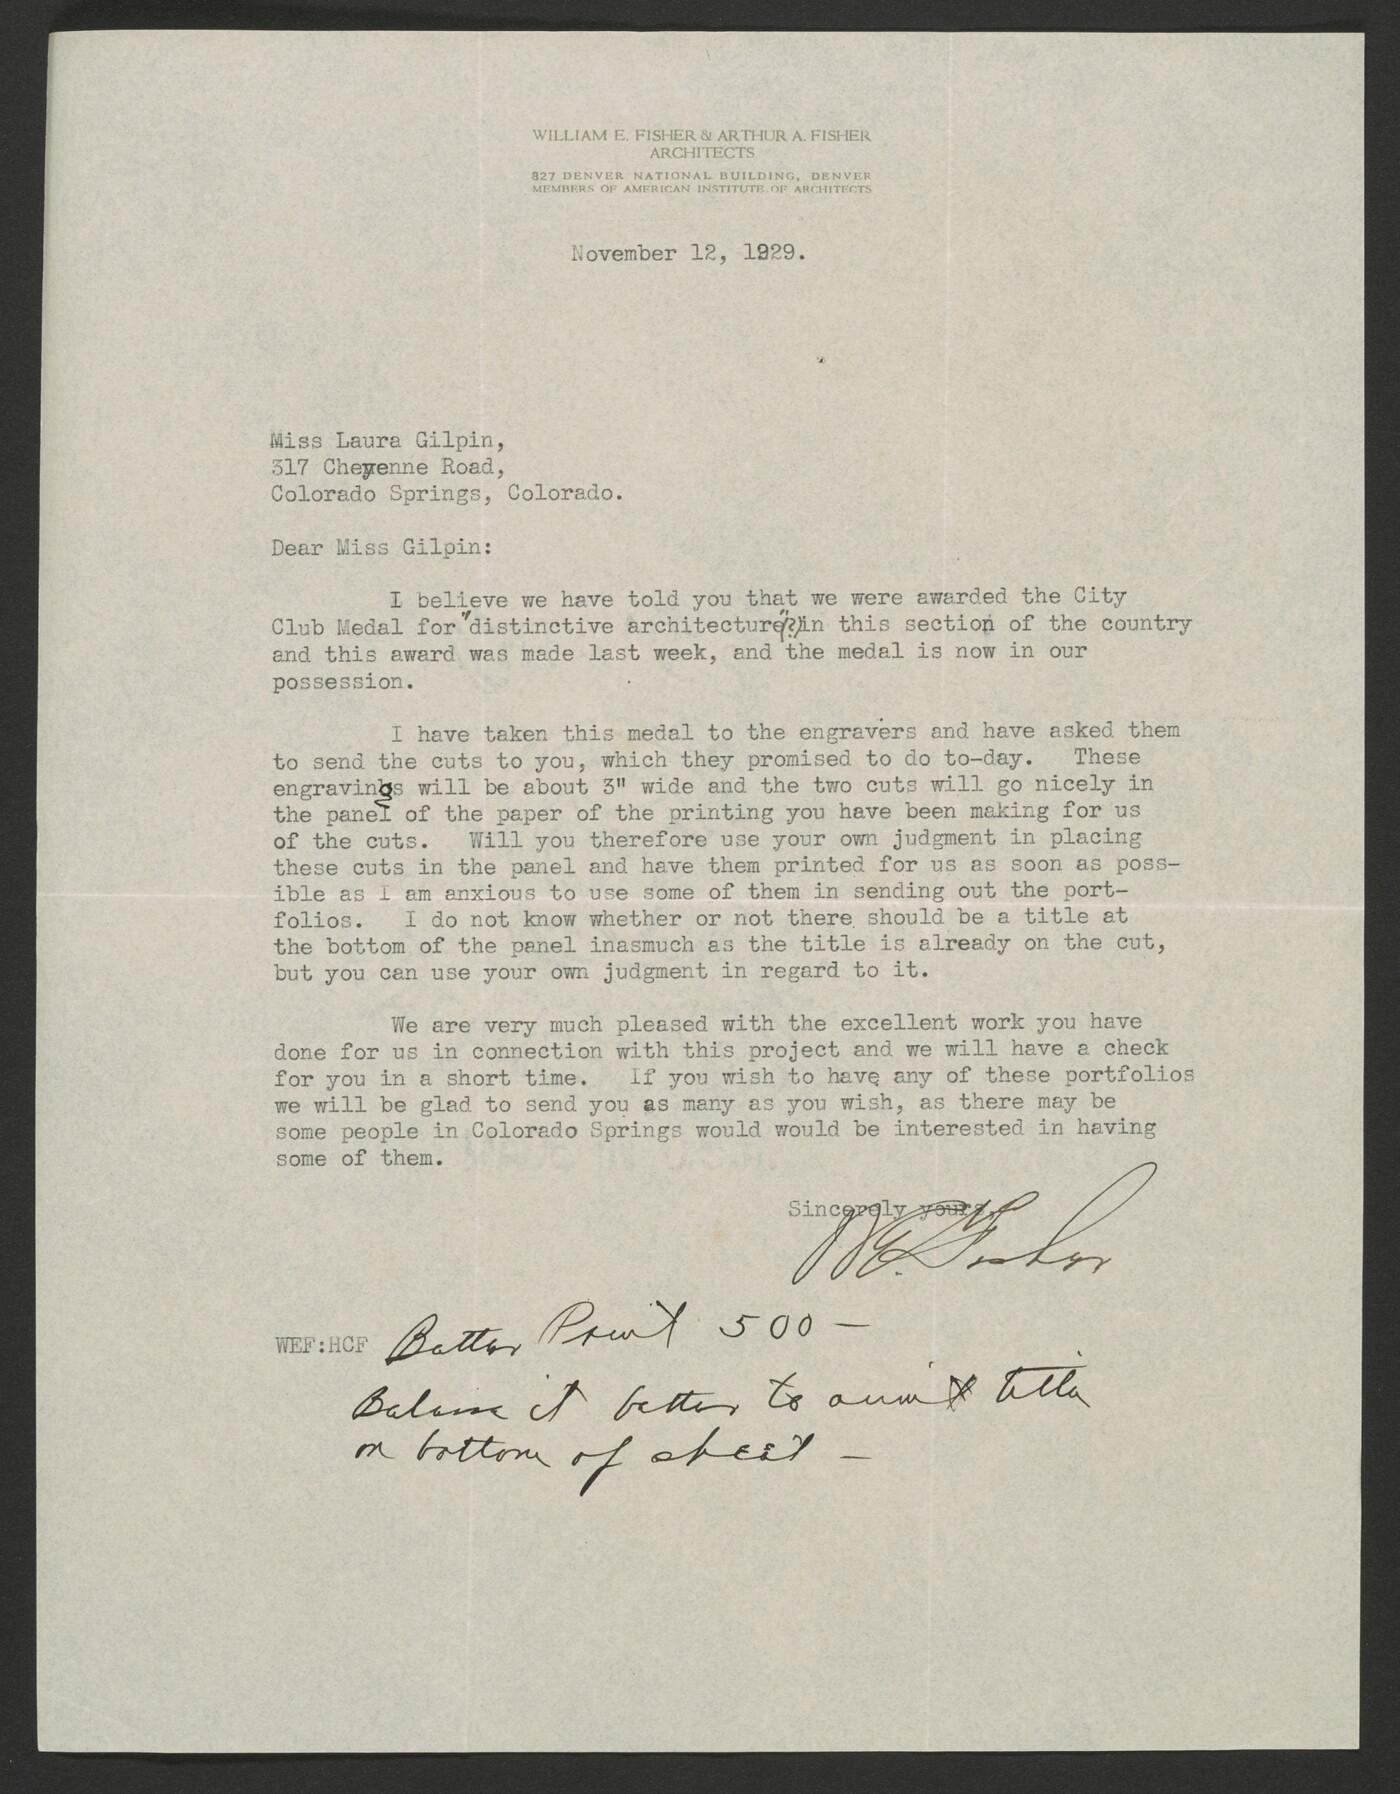 WILLIAM E. FISHER & ARTHUR A. FISHER
ARCHITECTS
827 DENVER NATIONAL BUILDING, DENVER
MEMBERS OF AMERICAN INSTITUTE OF ARCHITECTS
November 12, 1929.
Miss Laura Gilpin,
317 Cheyenne Road,
Colorado Springs, Colorado.
Dear Miss Gilpin:
I believe we have told you that we were awarded the City
Club Medal for "distinctive architecture"(?) in this section of the country
and this award was made last week, and the medal is now in our
possession.
I have taken this medal to the engravers and have asked them
to send the cuts to you, which they promised to do to-day. These
engravings will be about 3" wide and the two cuts will go nicely in
the panel of the paper of the printing you have been making for us
of the cuts. Will you therefore use your own judgment in placing
these cuts in the panel and have them printed for us as soon as poss-
ible as I am anxious to use some of them in sending out the port-
folios. I do not know whether or not there should be a title at
the bottom of the panel inasmuch as the title is already on the cut,
but you can use your own judgment in regard to it.
We are very much pleased with the excellent work you have
done for us in connection with this project and we will have a check
for you in a short time. If you wish to have any of these portfolios
we will be glad to send you as many as you wish, as there may be
some people in Colorado Springs would would be interested in having
some of them.
Sincerely yours
W.E. Fisher
WEF:HCF Better Print 500 —
it better to omit title
on bottom of sheet —